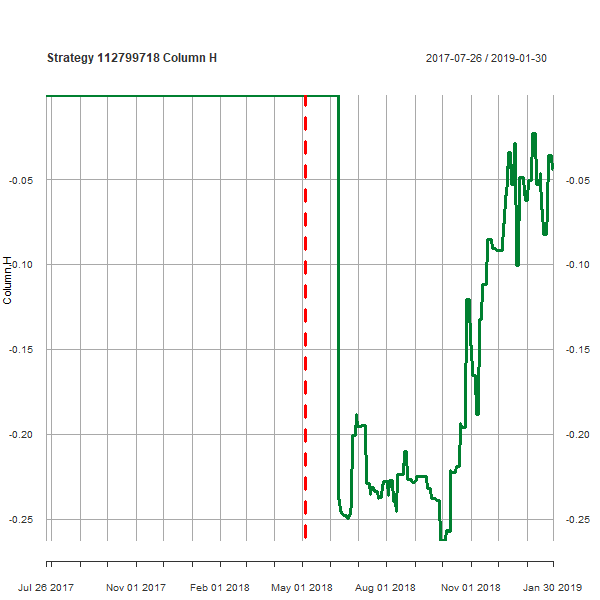 Strategy 112799718 Column H
2017-07-26 / 2019-01-30
-0.05
-0.05
-0.10
-0.10
Column.H
-0.15
-0.15
-0.20
-0.20
-0.25
-0.25
Jul 26 2017
Nov 01 2017
Feb 01 2018
May 01 2018
Aug 01 2018
Nov 01 2018
Jan 30 2019